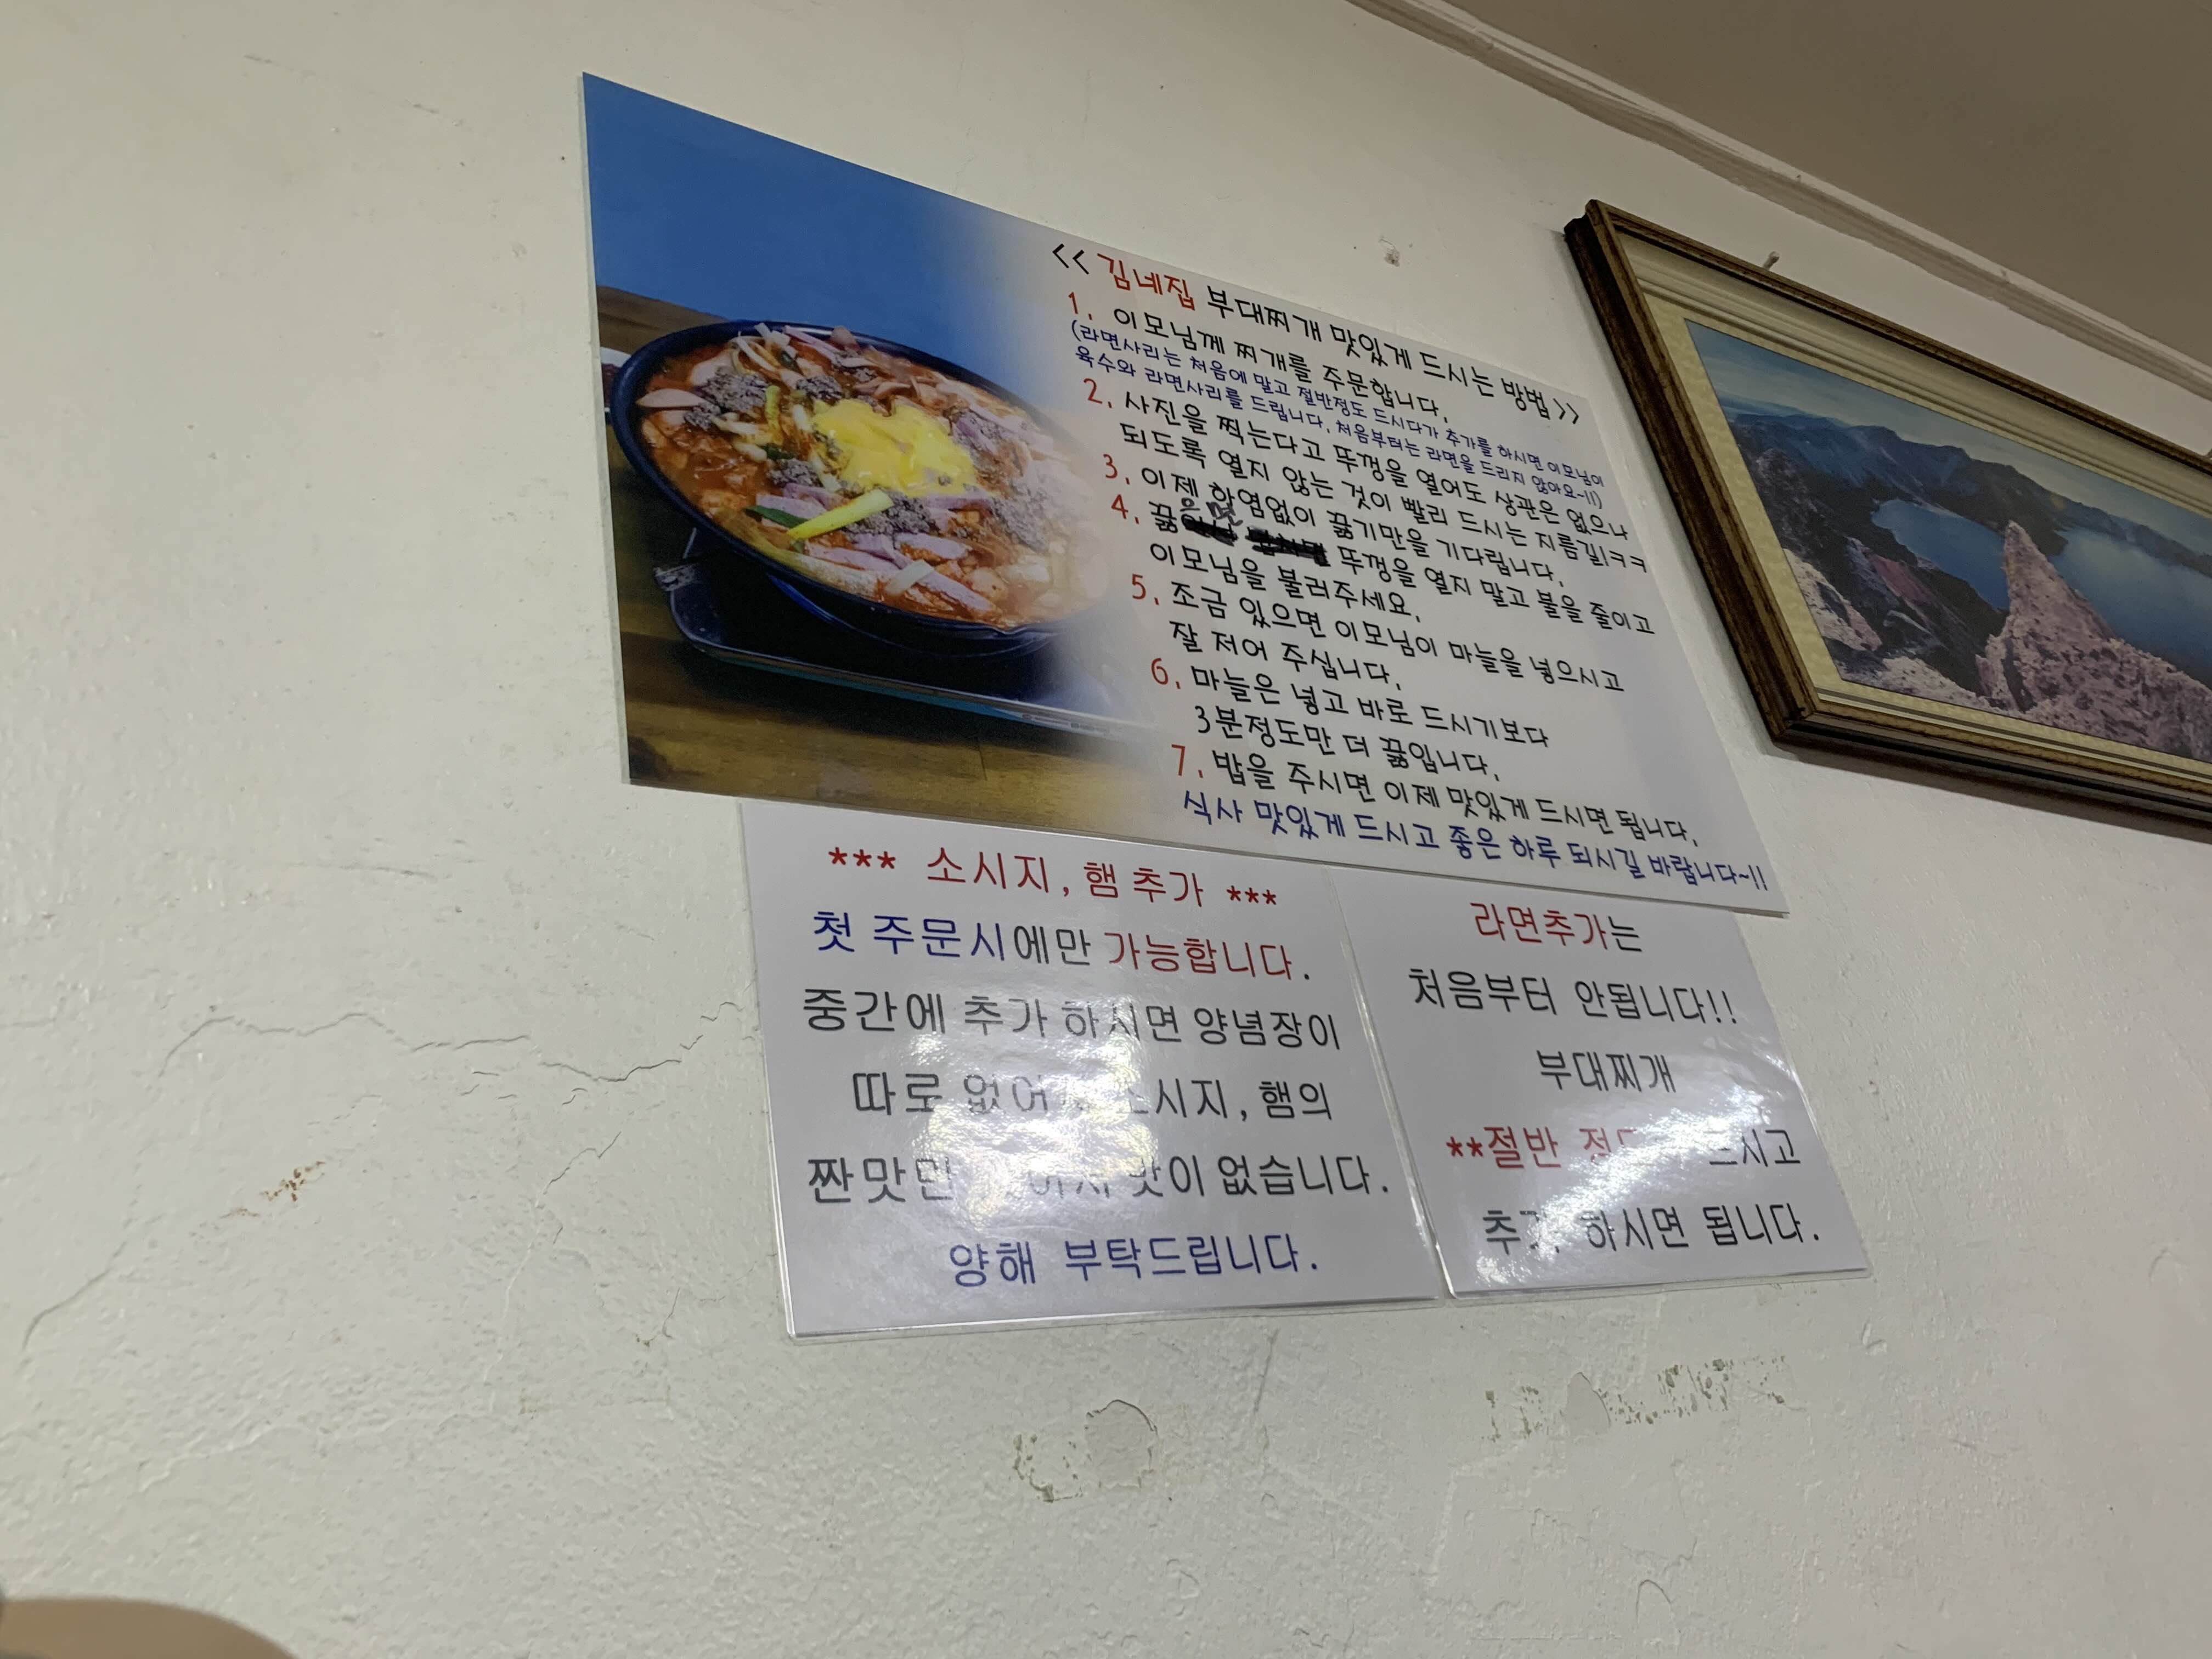 << 김네집 부대찌개 맛있게 드시는 방법 >>
1. 이모님께 찌개를 주문합니다.
(라면사리는 처음에 말고 절반정도 드시다가 추가를 하시면 이모님이
육수와 라면사리를 드립니다. 처음부터는 라면을 드리지 않아요~!!)
2. 사진을 찍는다고 뚜껑을 열어도 상관은 없으나
되도록 열지 않는 것이 빨리 드시는 지름길!ㅋㅋ
3. 이제 하염없이 끓기만을 기다립니다.
4. 끓으면 뚜껑을 열지 말고 불을 줄이고
이모님을 불러주세요.
5. 조금 있으면 이모님이 마늘을 넣으시고
잘 저어 주십니다.
6. 마늘은 넣고 바로 드시기보다
3분정도만 더 끓입니다.
7. 밥을 주시면 이제 맛있게 드시면 됩니다.
식사 맛있게 드시고 좋은 하루 되시길 바랍니다~!!
*** 소시지, 햄 추가 ***
첫 주문시에만 가능합니다.
중간에 추가 하시면 양념장이
따로 소시지, 햄의
짠맛만 맛이 없습니다.
양해 부탁드립니다.
라면추가는
처음부터 안됩니다!!
부대찌개
**절반 드시고
추가 하시면 됩니다.